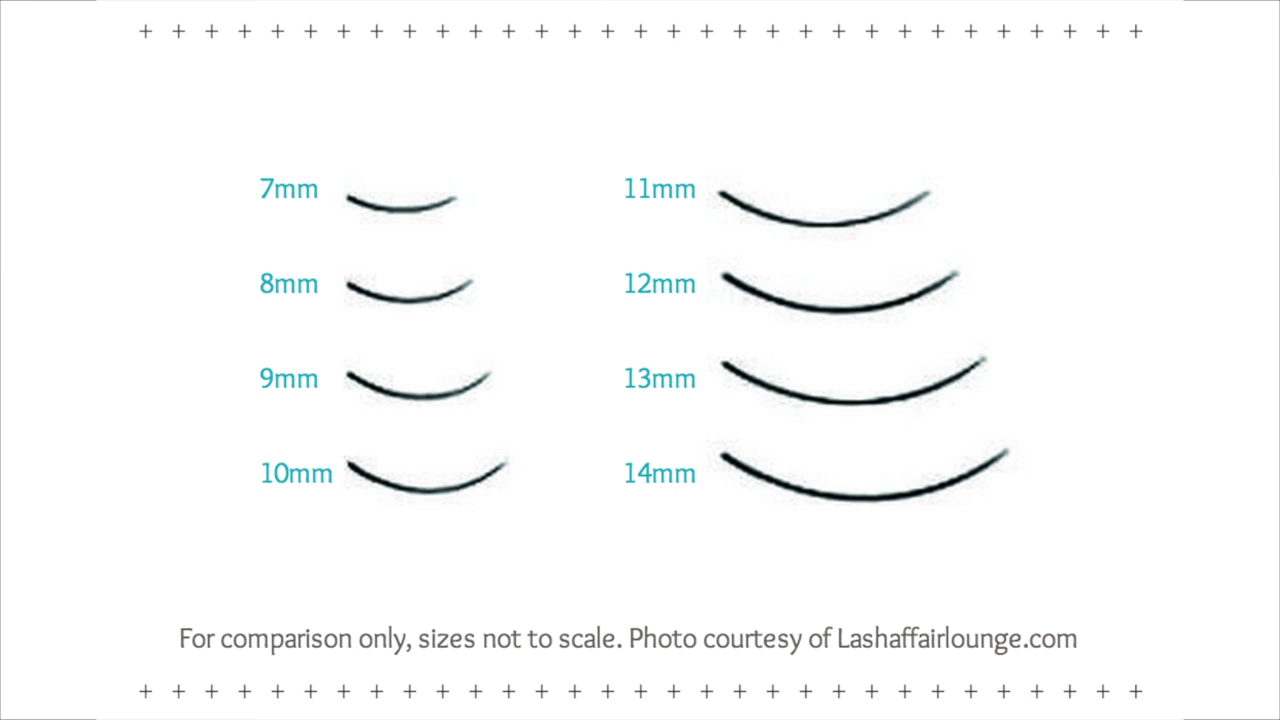 7mm
8mm
9mm
10mm
11mm
12mm
13mm
14mm
For comparison only, sizes not to scale. Photo courtesy of Lashaffairlounge.com